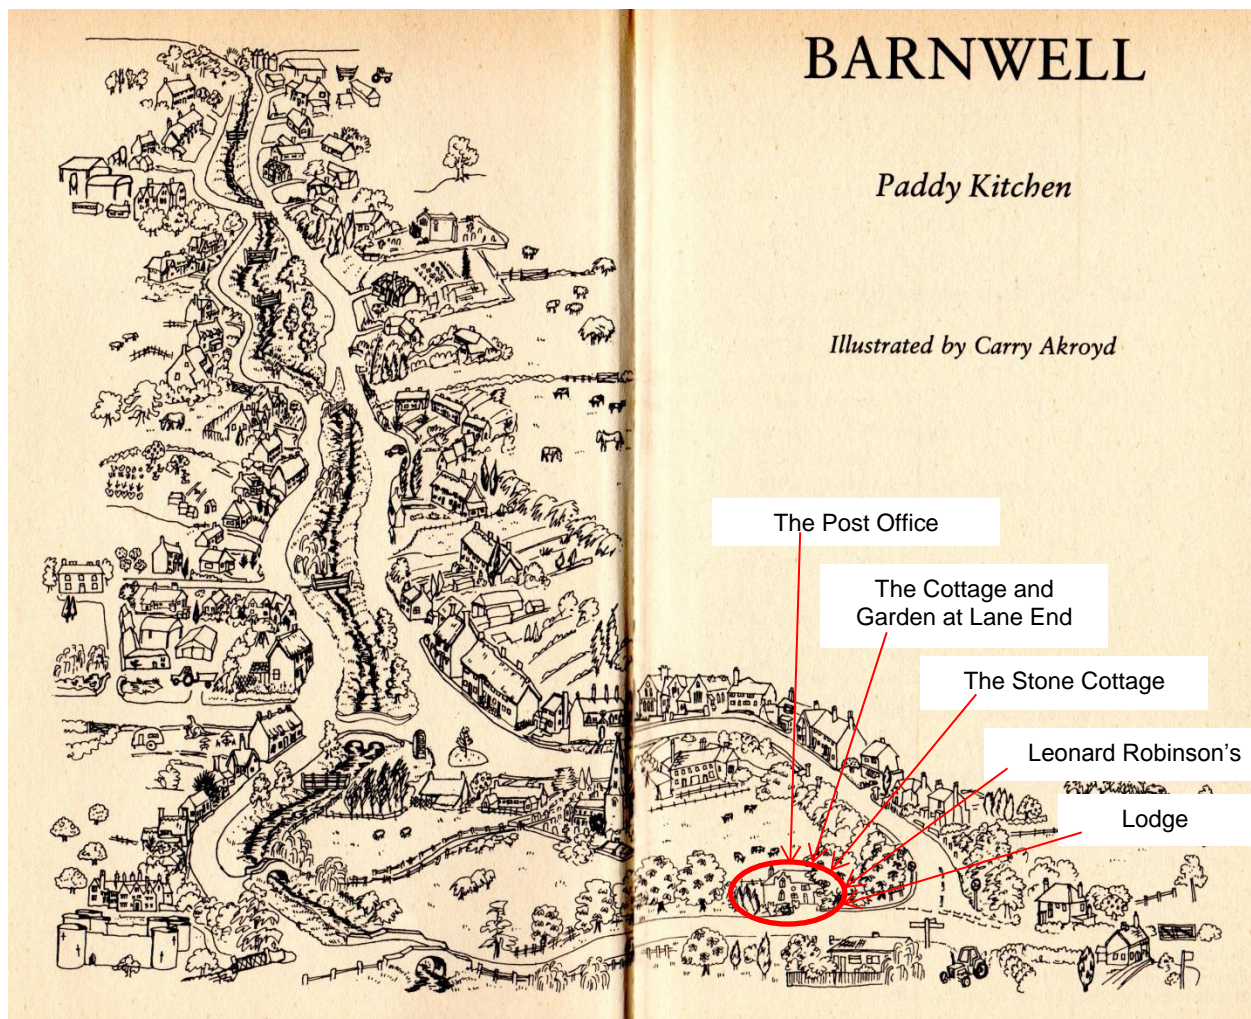 BARNWELL
Paddy Kitchen
Illustrated by Carry Akroyd
The Post Office
The Cottage and
Garden at Lane End
The Stone Cottage
Leonard Robinson’s
Lodge